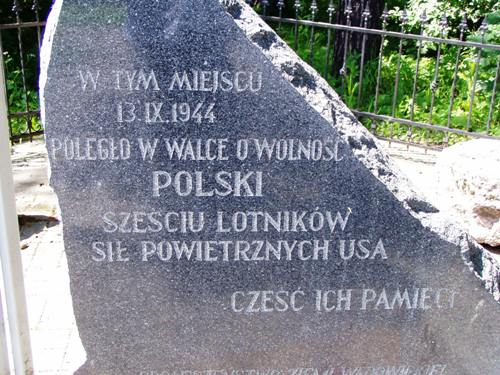 W TYM MIEJSCU
13.IX.1944
POLEGŁO W WALCE O WOLNOŚĆ
POLSKI
SZEŚCIU LOTNIKÓW
SIŁ POWIETRZNYCH USA
CZEŚĆ ICH PAMIĘCI